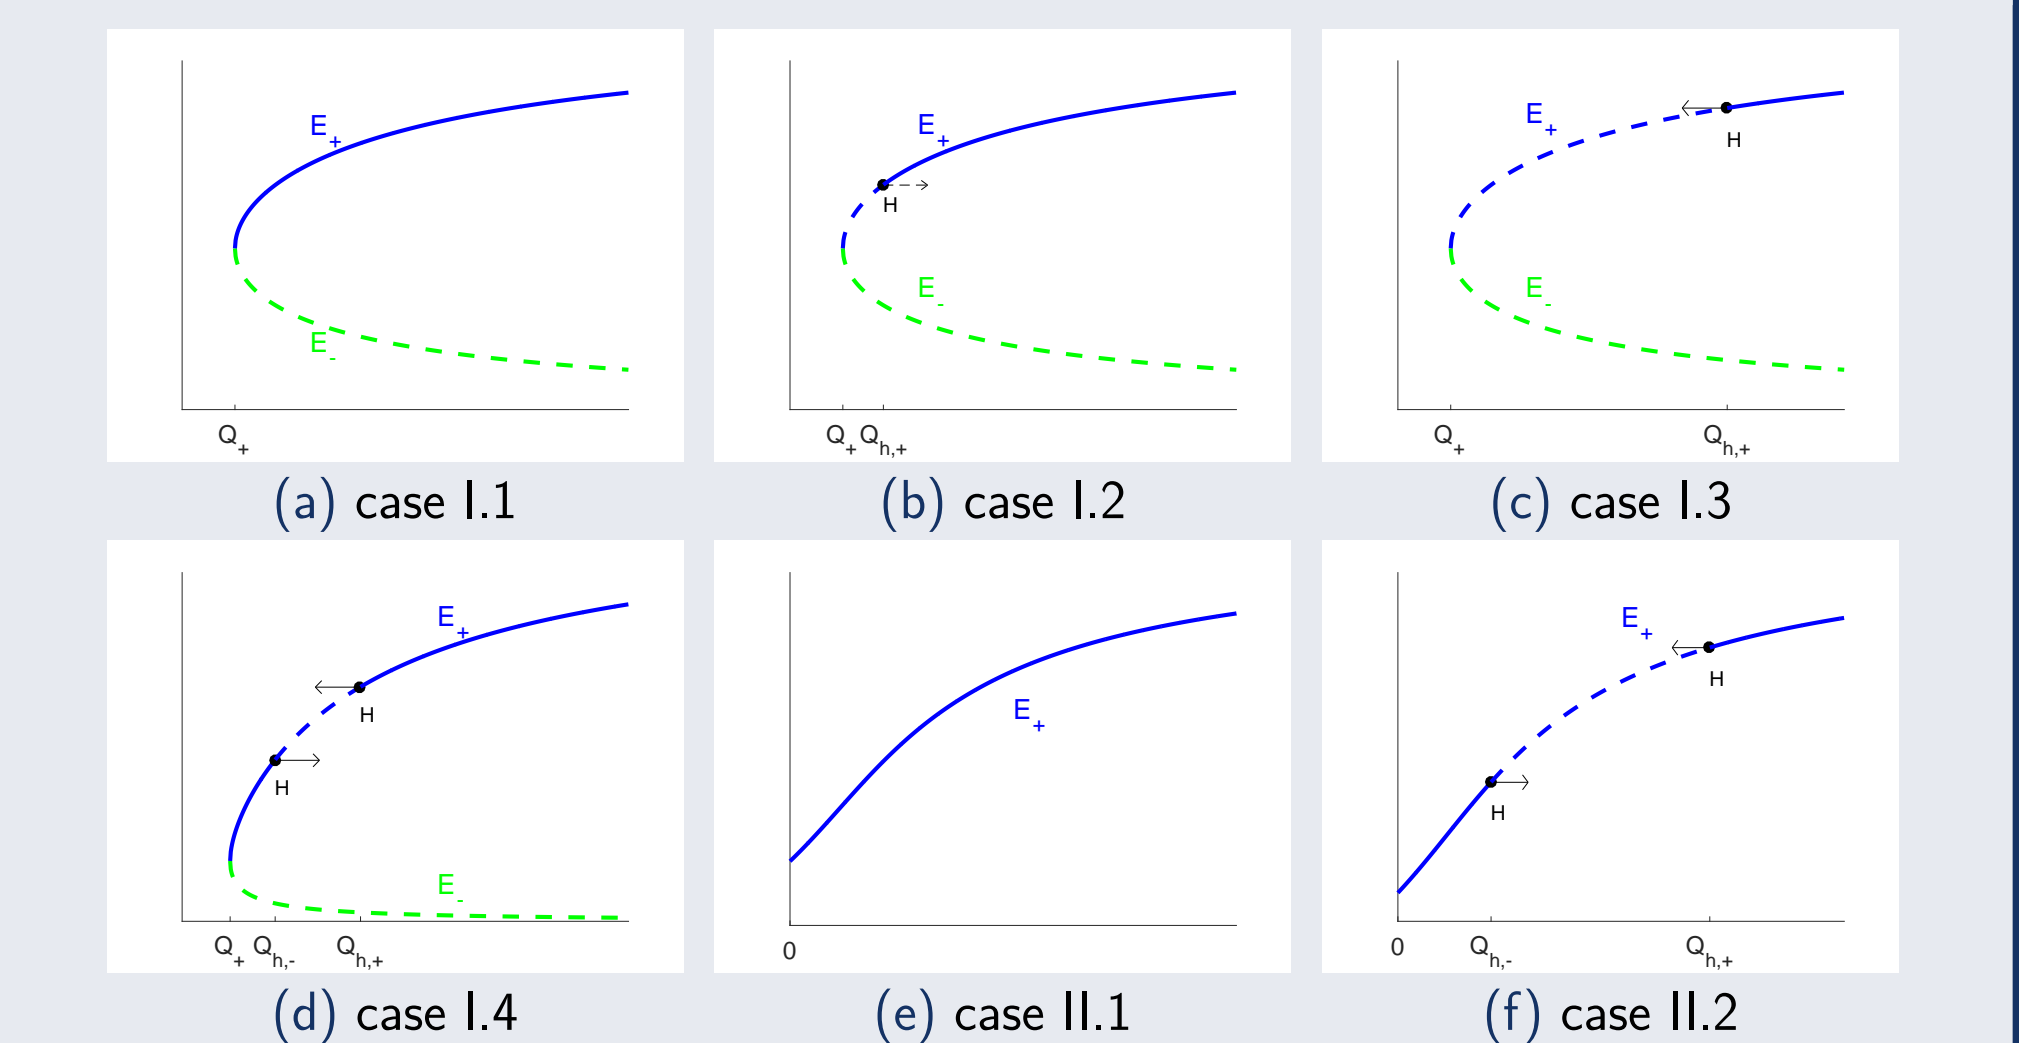 E+
E-
Q+
(a) case I.1
E+
H
E-
Q+ Qh,+
(b) case I.2
E+
H
E-
Q+ Qh,+
(c) case I.3
E+
H
H
E-
Q+ Qh,- Qh,+
(d) case I.4
E+
0
(e) case II.1
E+
H
H
0 Qh,- Qh,+
(f) case II.2